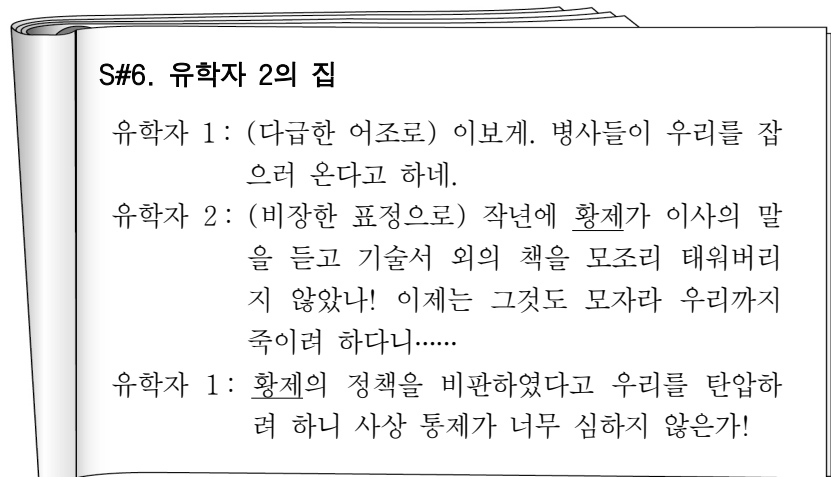 S#6. 유학자 2의 집
유학자 1 : (다급한 어조로) 이보게. 병사들이 우리를 잡
으러 온다고 하네.
유학자 2 : (비장한 표정으로) 작년에 황제가 이사의 말
을 듣고 기술서 외의 책을 모조리 태워버리
지 않았나! 이제는 그것도 모자라 우리까지
죽이려 하다니……
유학자 1 : 황제의 정책을 비판하였다고 우리를 탄압하
려 하니 사상 통제가 너무 심하지 않은가!